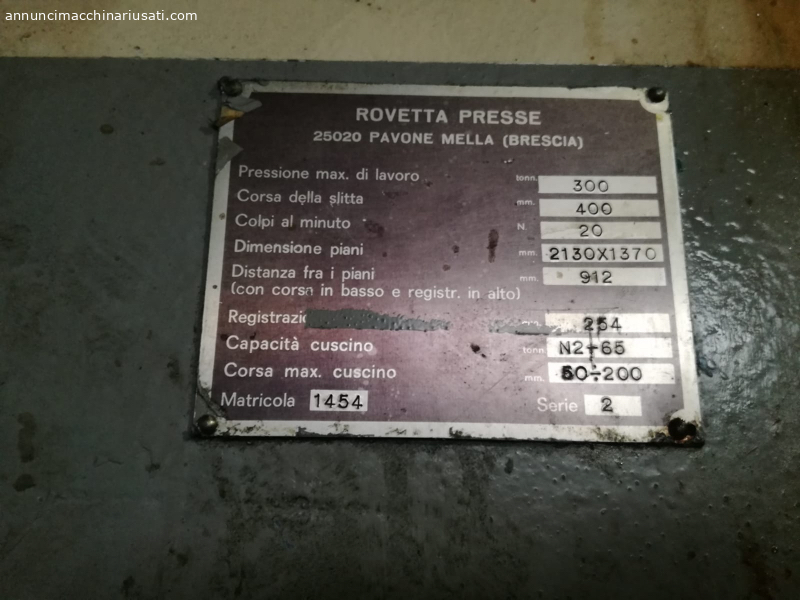 annuncimacchinariusati.com
ROVETTA PRESSE
25020 PAVONE MELLA (BRESCIA)
Pressione max. di lavoro tonn. 300
Corsa della slitta mm. 400
Colpi al minuto N. 20
Dimensione piani mm. 2130X1370
Distanza fra i piani mm. 912
(con corsa in basso e registr. in alto)
254
Capacità cuscino tonn N2÷65
Corsa max. cuscino mm. 50÷200
Matricola 1454 Serie 2